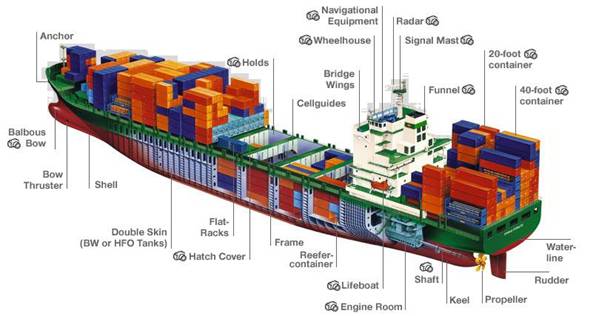 Navigational
Equipment
Radar
Anchor
Wheelhouse
Signal Mast
20-foot
container
Holds
Bridge
Wings
Funnel
40-foot
container
Cellguides
Balbous
Bow
Bow
Thruster
Shell
Flat-
Racks
Double Skin
(BW or HFO Tanks)
Frame
Hatch Cover
Reefer-
container
Water-
line
Lifeboat
Shaft
Rudder
Engine Room
Keel
Propeller